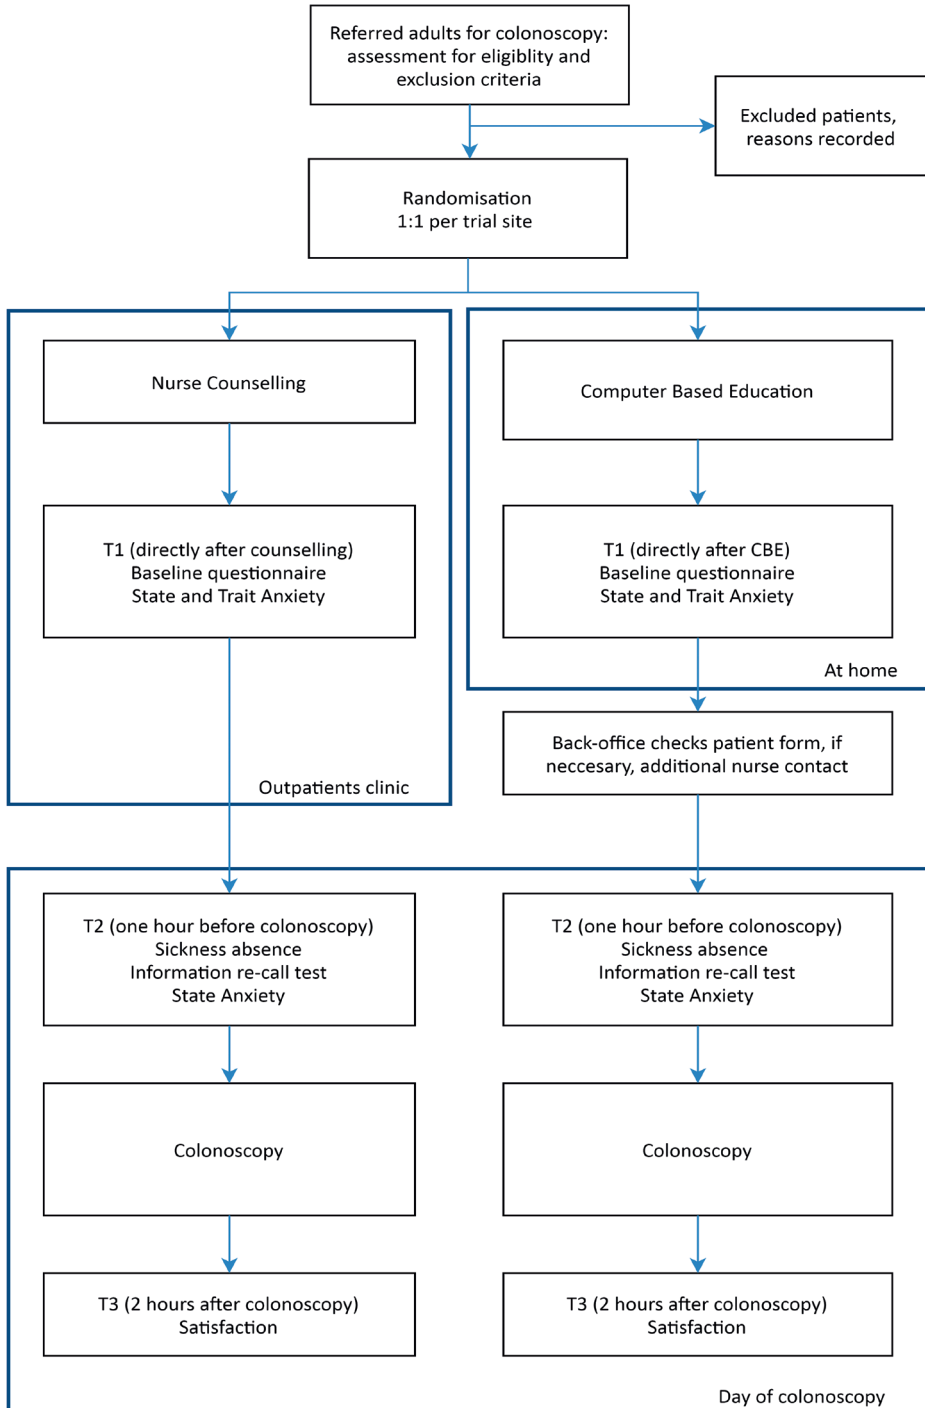 Referred adults for colonoscopy:
assessment for eligiblity and
exclusion criteria
Excluded patients,
reasons recorded
Randomisation
1:1 per trial site
Nurse Counselling
Computer Based Education
T1 (directly after counselling)
Baseline questionnaire
State and Trait Anxiety
T1 (directly after CBE)
Baseline questionnaire
State and Trait Anxiety
At home
Back-office checks patient form, if
neccesary, additional nurse contact
Outpatients clinic
T2 (one hour before colonoscopy)
Sickness absence
Information re-call test
State Anxiety
T2 (one hour before colonoscopy)
Sickness absence
Information re-call test
State Anxiety
Colonoscopy
Colonoscopy
T3 (2 hours after colonoscopy)
Satisfaction
T3 (2 hours after colonoscopy)
Satisfaction
Day of colonoscopy